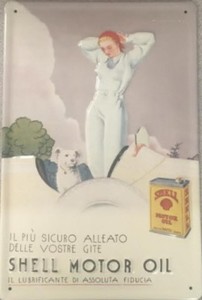 SHELL
MOTOR
OIL
IL PIÙ SICURO ALLEATO
DELLE VOSTRE GITE
SHELL MOTOR OIL
IL LUBRIFICANTE DI ASSOLUTA FIDUCIA